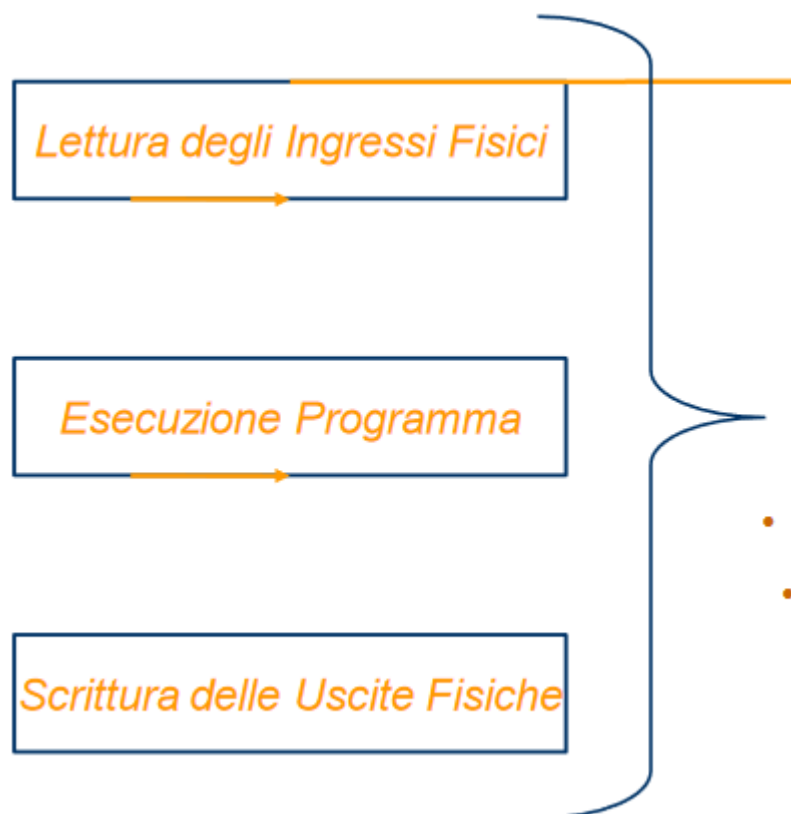 Lettura degli Ingressi Fisici
Esecuzione Programma
Scrittura delle Uscite Fisiche